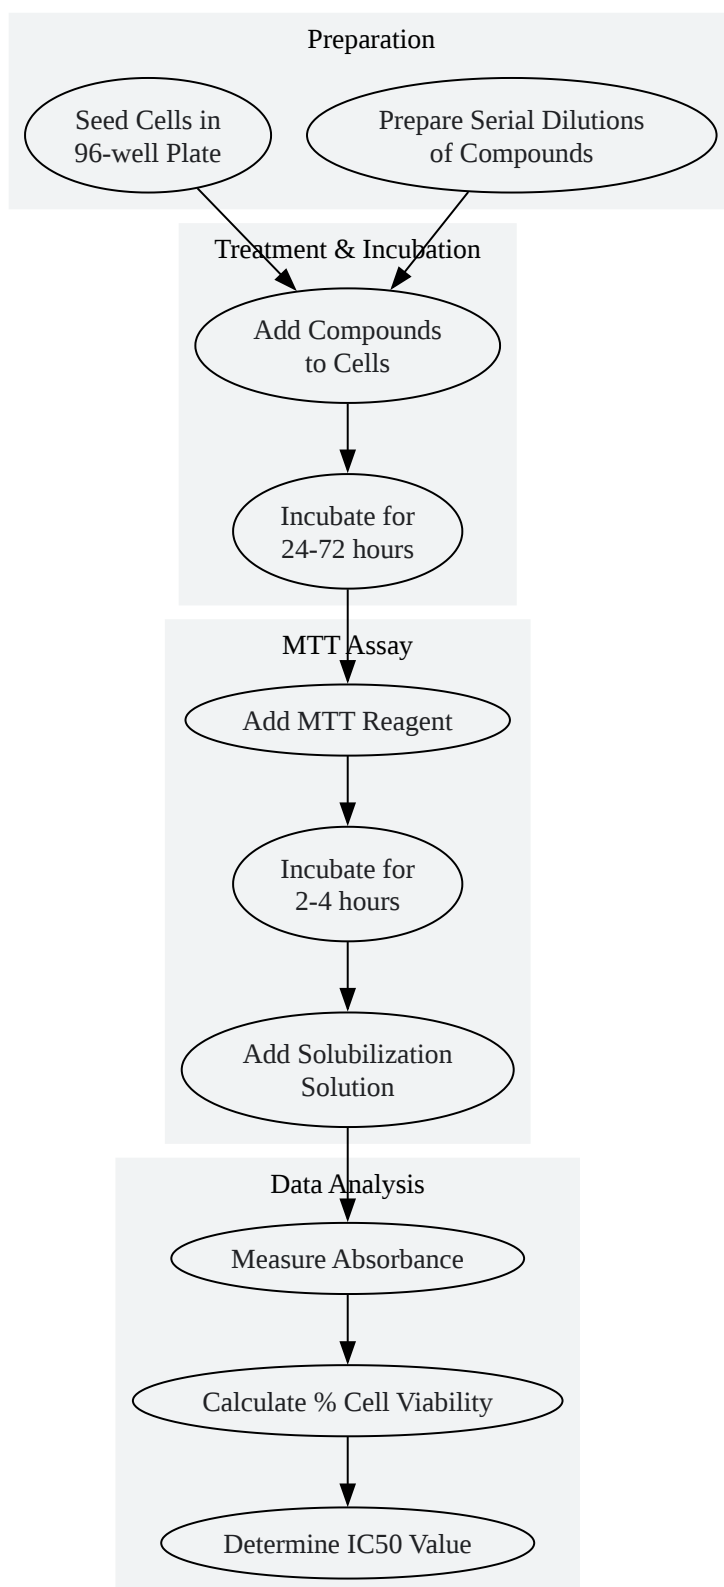 Preparation
Seed Cells in
96-well Plate
Prepare Serial Dilutions
of Compounds
Treatment & Incubation
Add Compounds
to Cells
Incubate for
24-72 hours
MTT Assay
Add MTT Reagent
Incubate for
2-4 hours
Add Solubilization
Solution
Data Analysis
Measure Absorbance
Calculate % Cell Viability
Determine IC50 Value